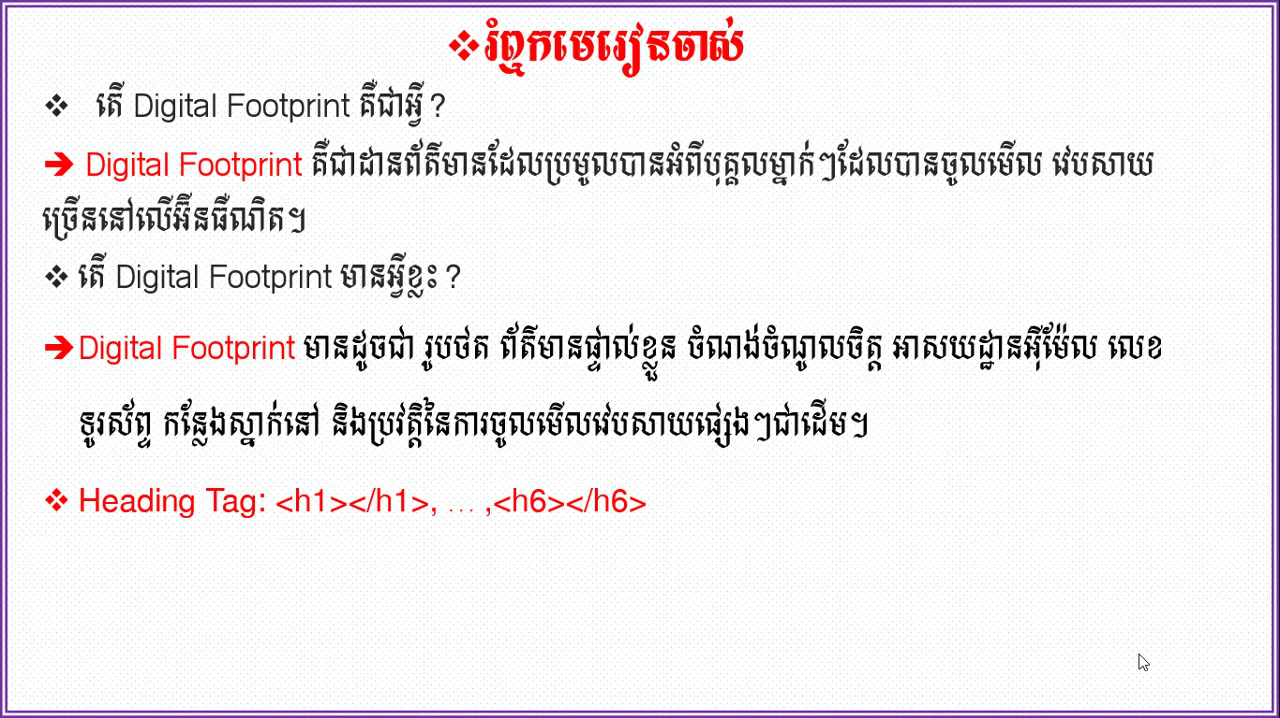 ❖រំឮកមេរៀនចាស់
❖ តើ Digital Footprint គឺជាអ្វី ?
➔ Digital Footprint គឺជាដានព័ត៌មានដែលប្រមូលបានអំពីបុគ្គលម្នាក់ៗដែលបានចូលមើល វេបសាយ
ច្រើននៅលើអ៊ីនធឺណិត។
❖ តើ Digital Footprint មានអ្វីខ្លះ ?
➔Digital Footprint មានដូចជា រូបថត ព័ត៌មានផ្ទាល់ខ្លួន ចំណង់ចំណូលចិត្ត អាសយដ្ឋានអ៊ីម៉ែល លេខ
ទូរស័ព្ទ កន្លែងស្នាក់នៅ និងប្រវត្តិនៃការចូលមើលវេបសាយផ្សេងៗជាដើម។
❖ Heading Tag: <h1></h1>, … ,<h6></h6>